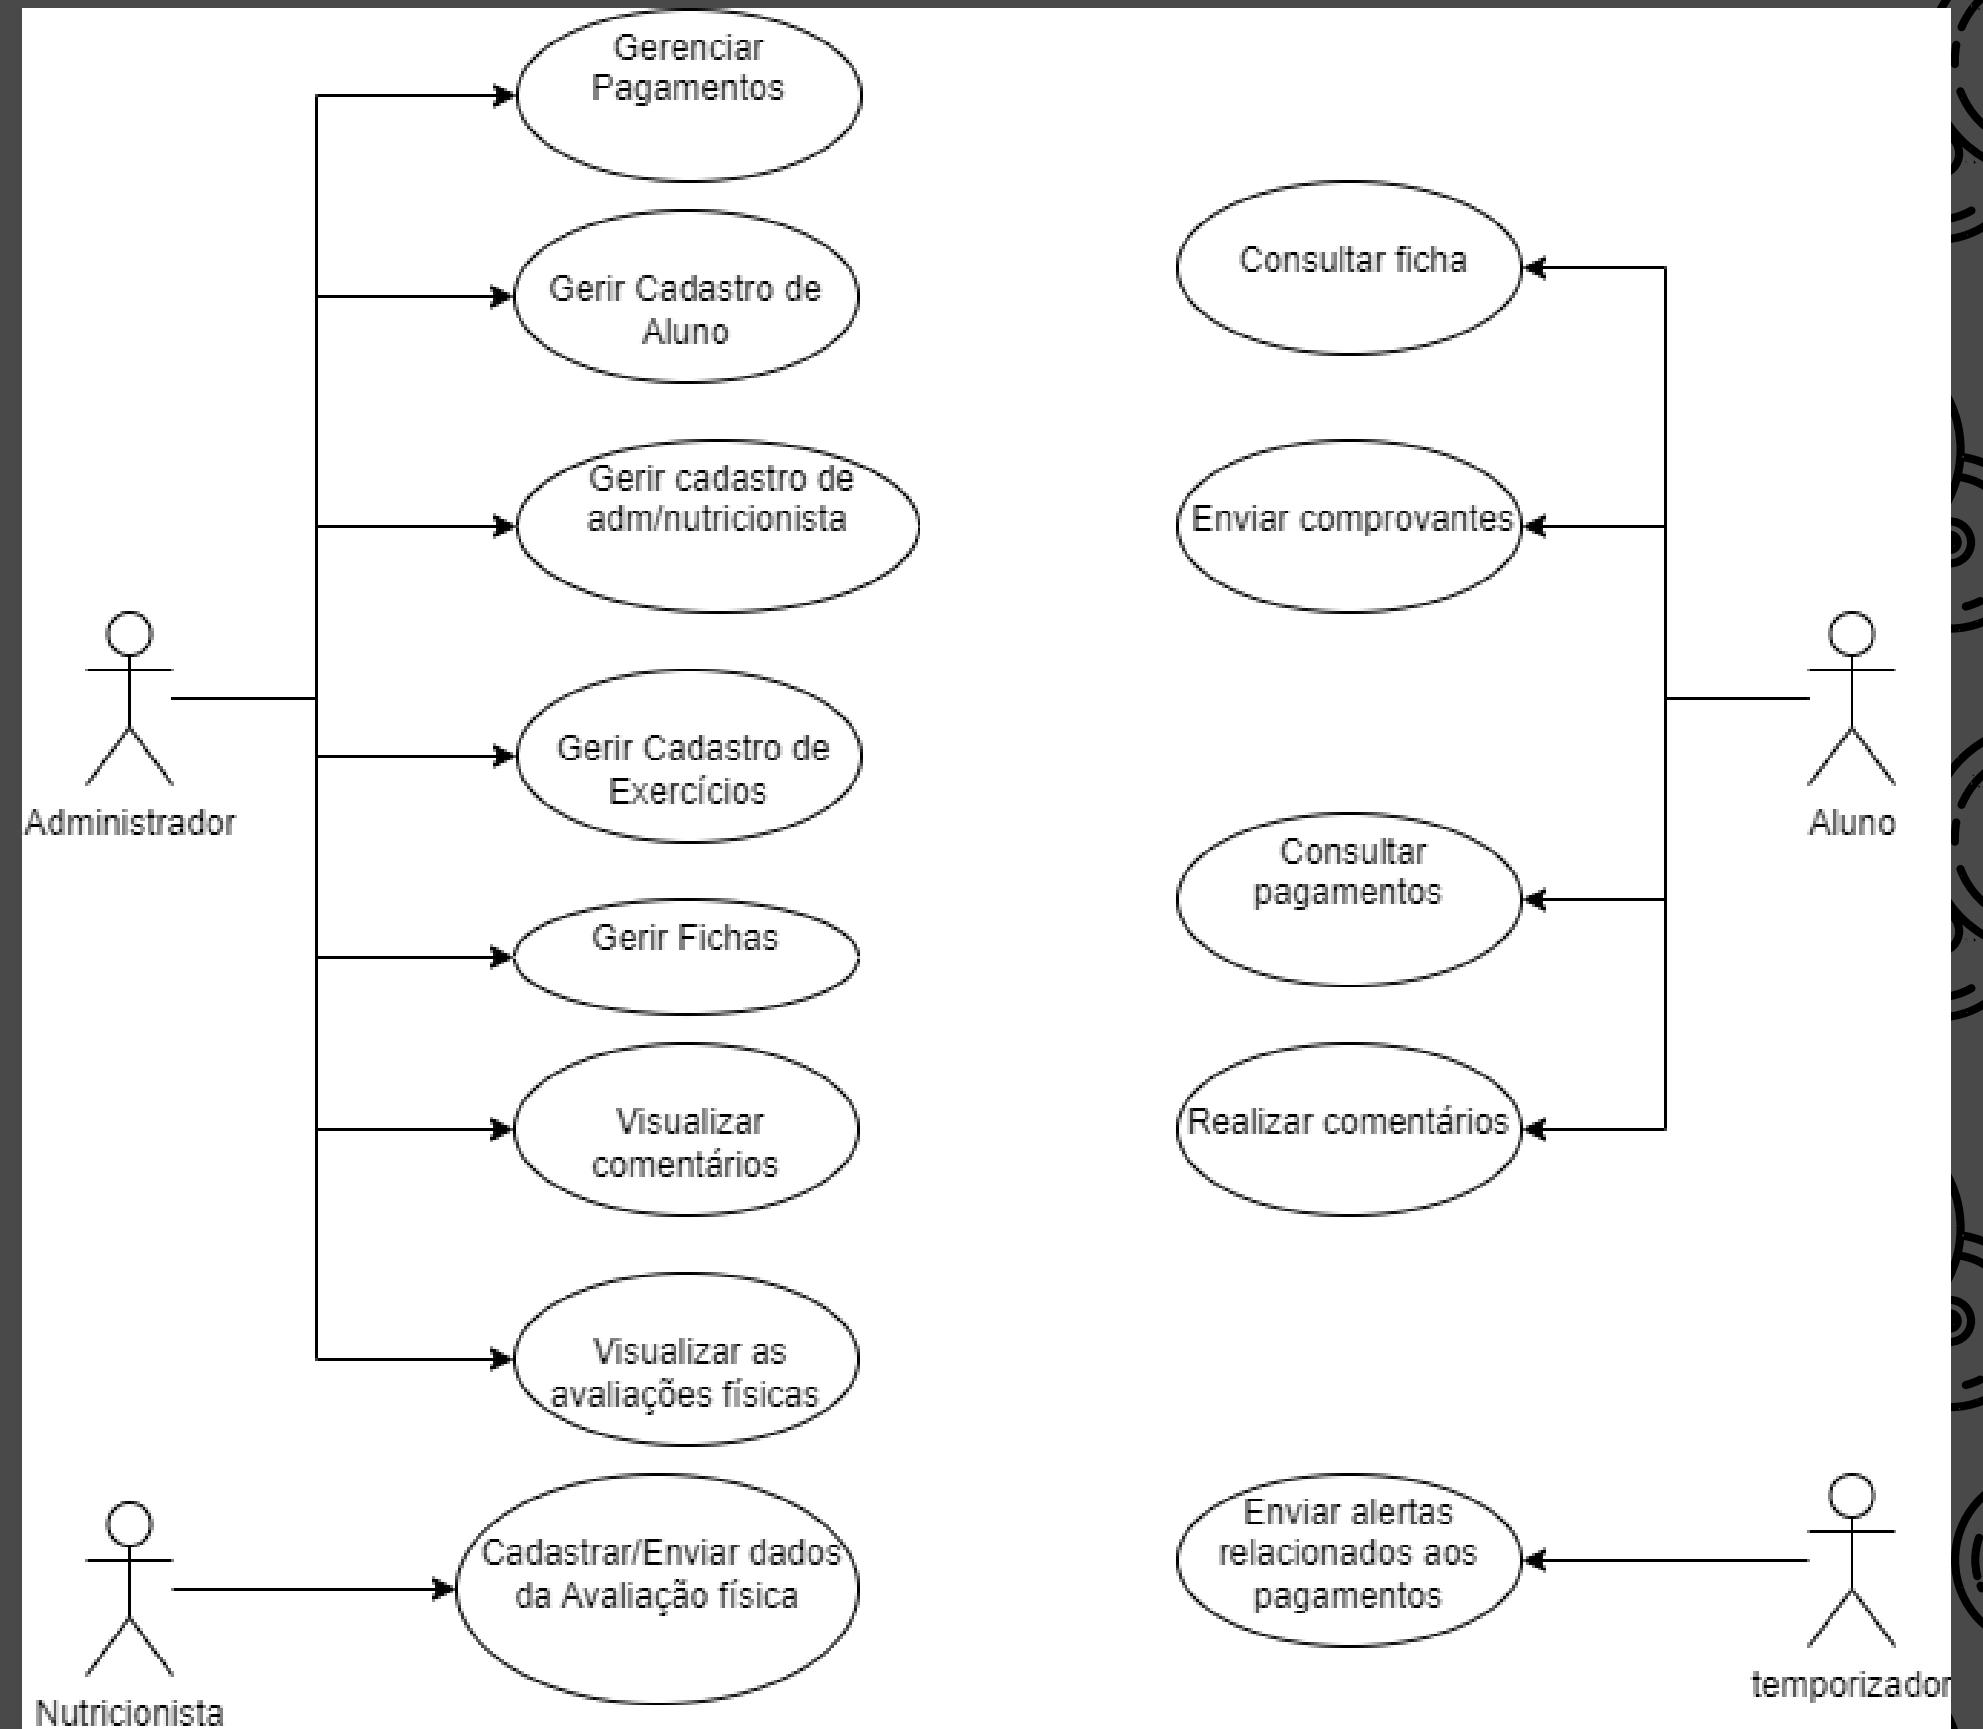 Gerenciar
Pagamentos
Gerir Cadastro de
Aluno
Gerir cadastro de
adm/nutricionista
Gerir Cadastro de
Exercícios
Gerir Fichas
Visualizar
comentários
Visualizar as
avaliações físicas
Administrador
Cadastrar/Enviar dados
da Avaliação física
Nutricionista
Consultar ficha
Enviar comprovantes
Consultar
pagamentos
Realizar comentários
Aluno
Enviar alertas
relacionados aos
pagamentos
temporizador